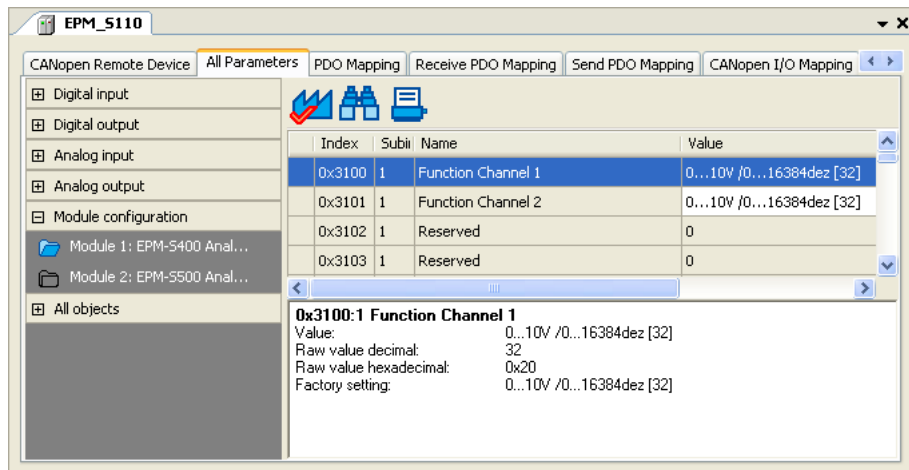 EPM_S110
CANopen Remote Device All Parameters PDO Mapping Receive PDO Mapping Send PDO Mapping CANopen I/O Mapping
Digital input
Digital output
Analog input
Analog output
Module configuration
Module 1: EPM-S400 Anal...
Module 2: EPM-S500 Anal...
All objects
Index Subi Name Value
0x3100 1 Function Channel 1 0...10V /0...16384dez [32]
0x3101 1 Function Channel 2 0...10V /0...16384dez [32]
0x3102 1 Reserved 0
0x3103 1 Reserved 0
0x3100:1 Function Channel 1
Value: 0...10V /0...16384dez [32]
Raw value decimal: 32
Raw value hexadecimal: 0x20
Factory setting: 0...10V /0...16384dez [32]